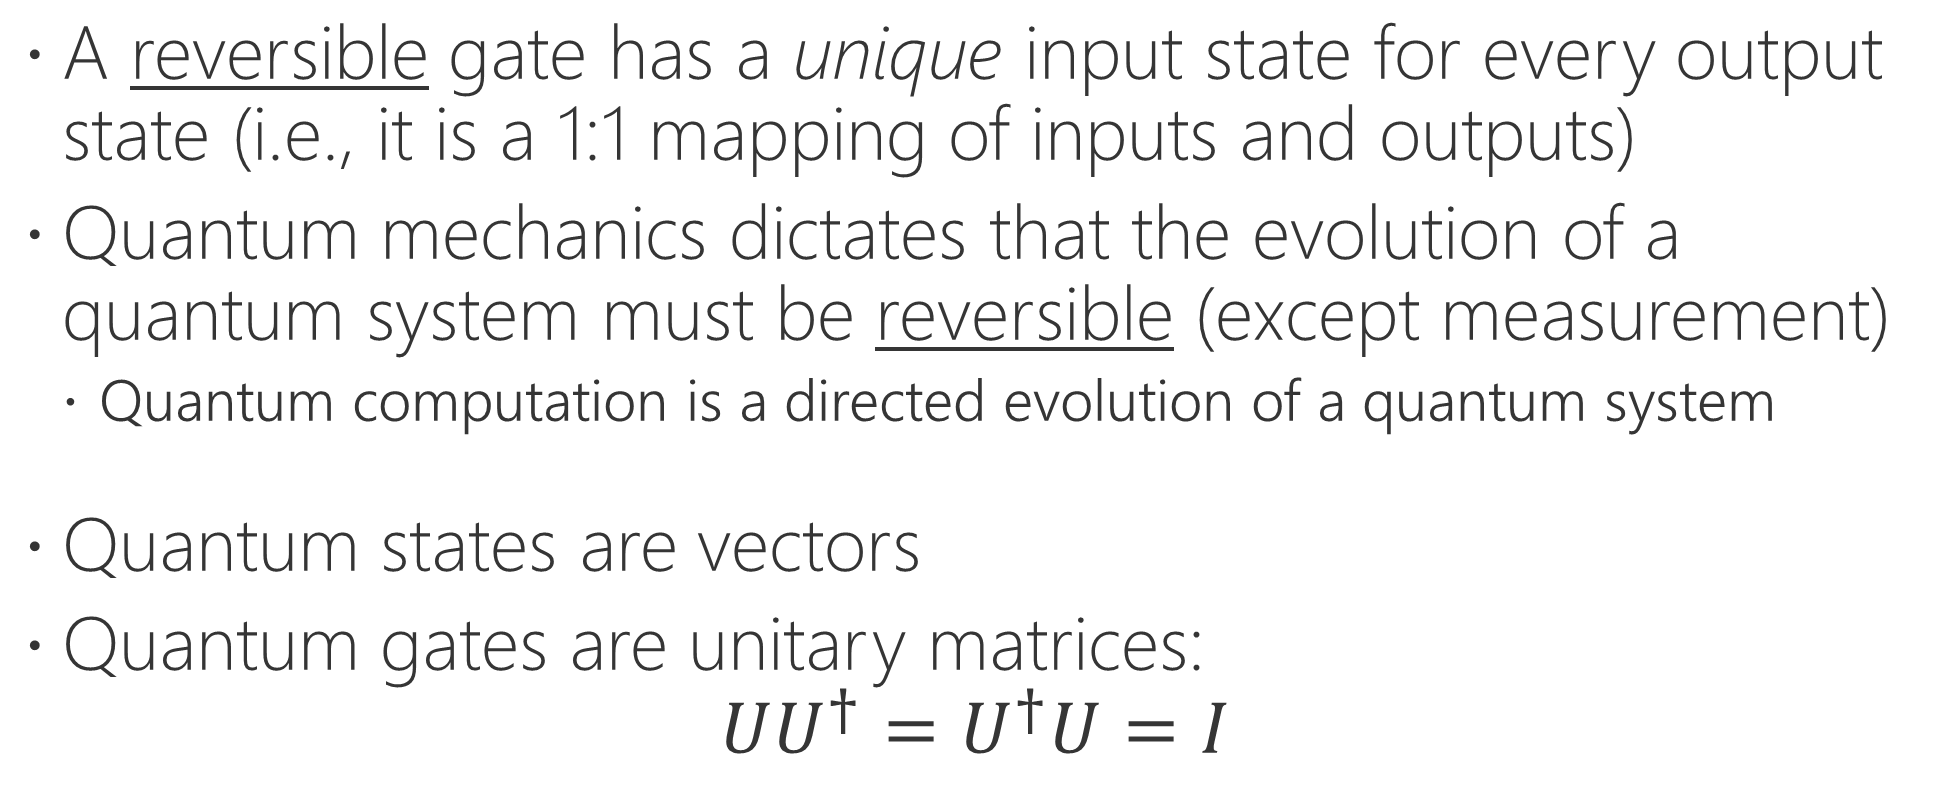 • A reversible gate has a unique input state for every output
state (i.e., it is a 1:1 mapping of inputs and outputs)
• Quantum mechanics dictates that the evolution of a
quantum system must be reversible (except measurement)
• Quantum computation is a directed evolution of a quantum system
• Quantum states are vectors
• Quantum gates are unitary matrices:
UU† = U†U = I